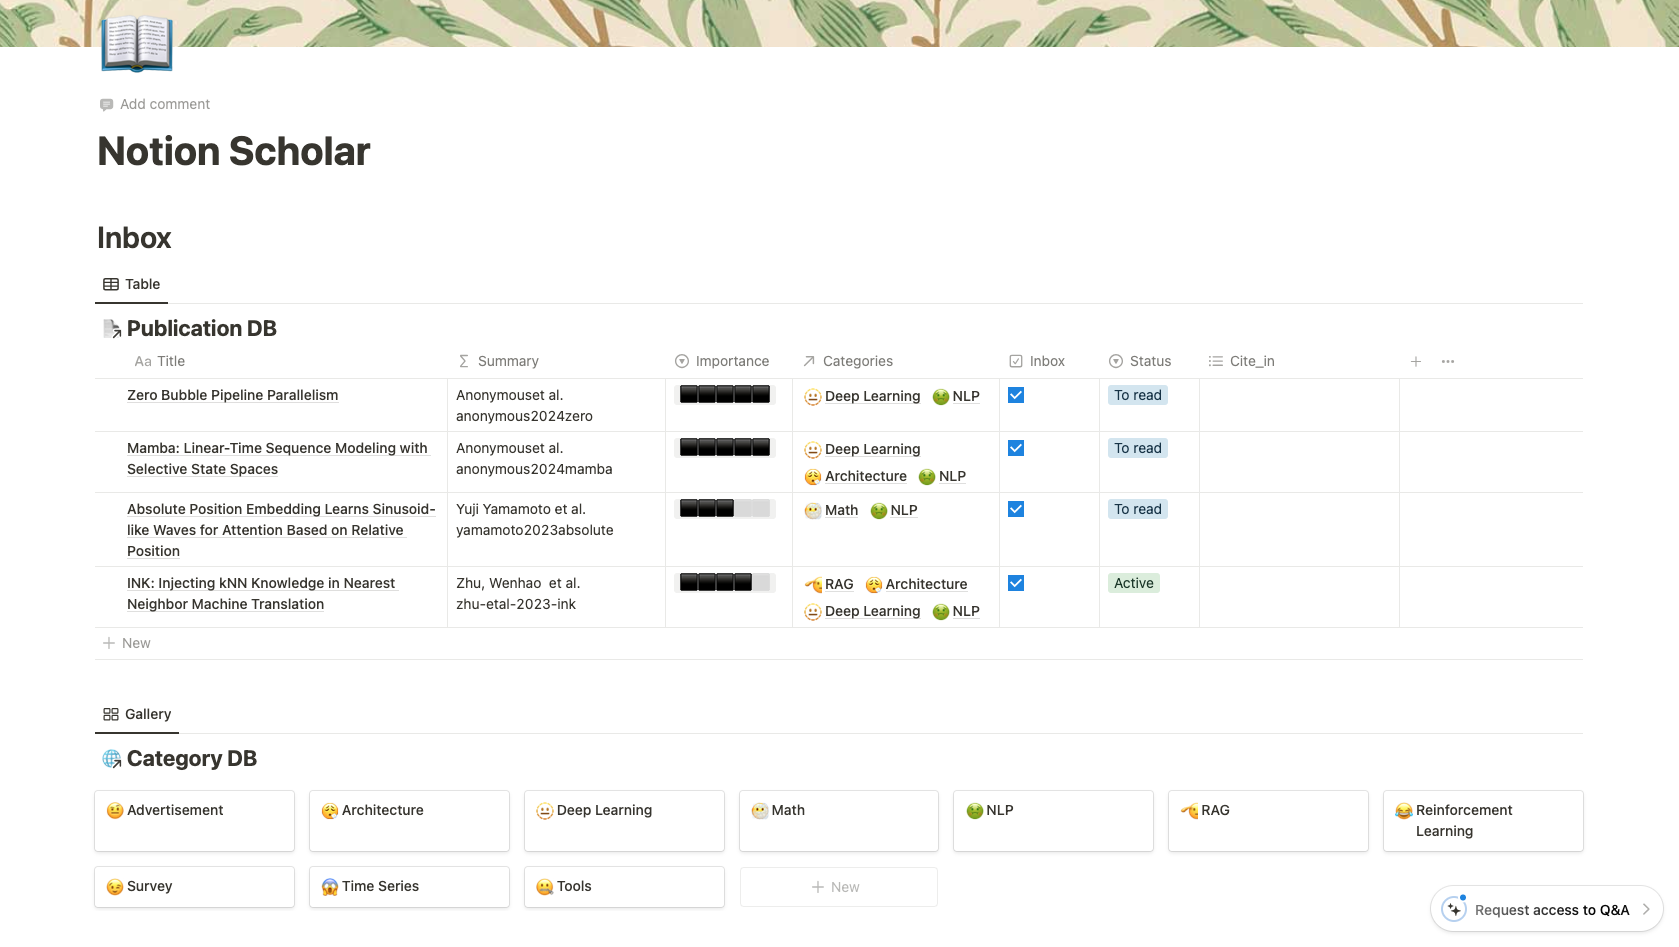 Add comment
Notion Scholar
Inbox
Table
Publication DB
Aa Title Summary Importance Categories Inbox Status Cite_in
Zero Bubble Pipeline Parallelism Anonymouset al. Deep Learning NLP To read
anonymous2024zero
Mamba: Linear-Time Sequence Modeling with Anonymouset al. Deep Learning To read
Selective State Spaces anonymous2024mamba Architecture NLP
Absolute Position Embedding Learns Sinusoid- Yuji Yamamoto et al. Math NLP To read
like Waves for Attention Based on Relative yamamoto2023absolute
Position
INK: Injecting kNN Knowledge in Nearest Zhu, Wenhao et al. RAG Architecture Active
Neighbor Machine Translation zhu-etal-2023-ink Deep Learning NLP
New
Gallery
Category DB
Advertisement Architecture Deep Learning Math NLP RAG Reinforcement
Learning
Survey Time Series Tools New
Request access to Q&A